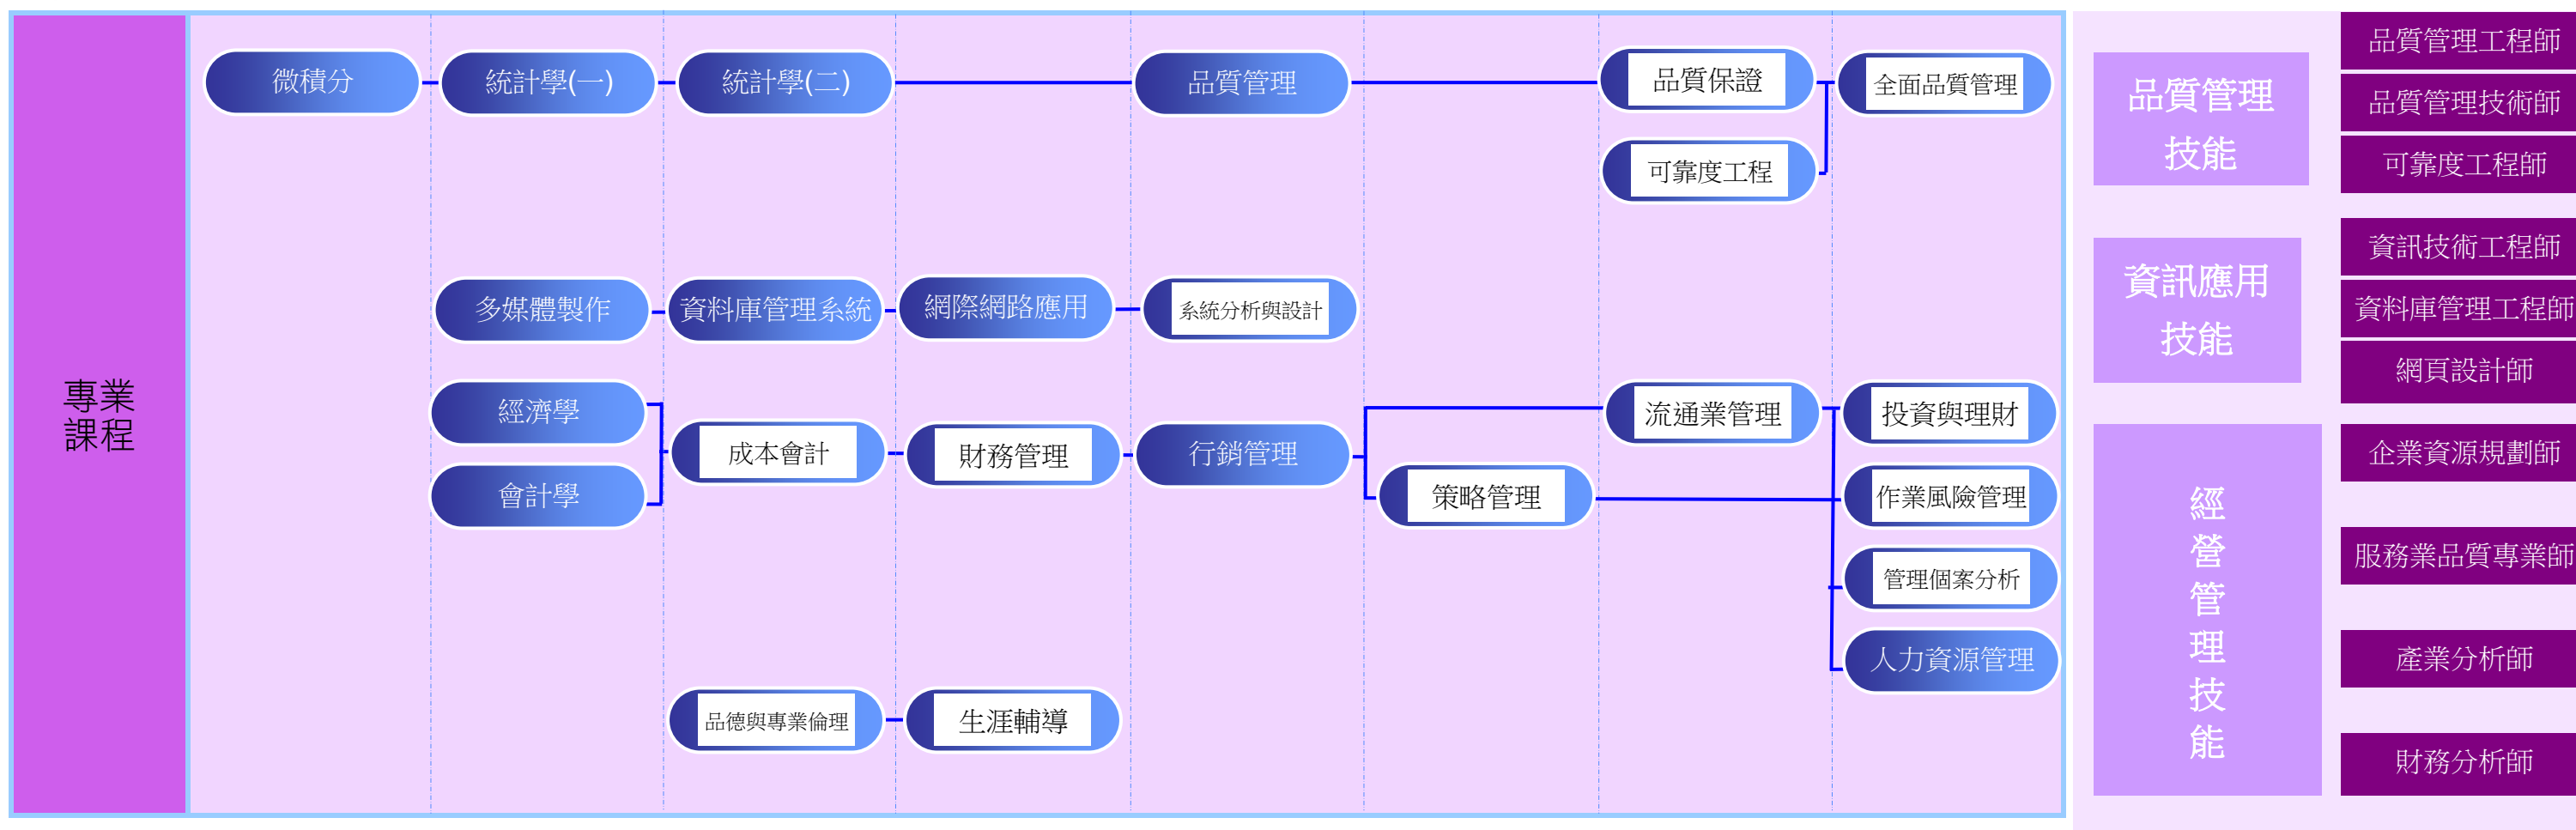 專業
課程
微積分
統計學(一)
統計學(二)
品質管理
品質保證
全面品質管理
可靠度工程
多媒體製作
資料庫管理系統
網際網路應用
系統分析與設計
經濟學
會計學
成本會計
財務管理
行銷管理
流通業管理
策略管理
投資與理財
作業風險管理
管理個案分析
人力資源管理
品德與專業倫理
生涯輔導
品質管理
技能
品質管理工程師
品質管理技術師
可靠度工程師
資訊應用
技能
資訊技術工程師
資料庫管理工程師
網頁設計師
經
營
管
理
技
能
企業資源規劃師
服務業品質專業師
產業分析師
財務分析師